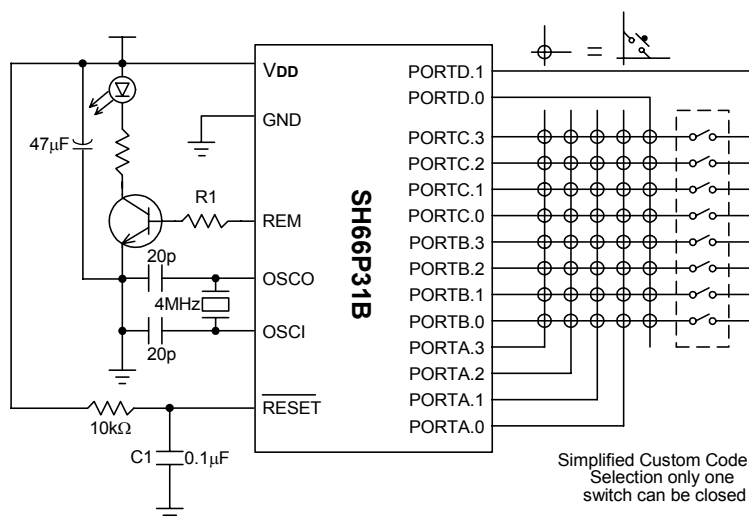 VDD
GND
47µF
R1
REM
20p
OSCO
4MHz
OSCI
20p
RESET
10kΩ
C1
0.1µF
SH66P31B
=
PORTD.1
PORTD.0
PORTC.3
PORTC.2
PORTC.1
PORTC.0
PORTB.3
PORTB.2
PORTB.1
PORTB.0
PORTA.3
PORTA.2
PORTA.1
PORTA.0
Simplified Custom Code
Selection only one
switch can be closed